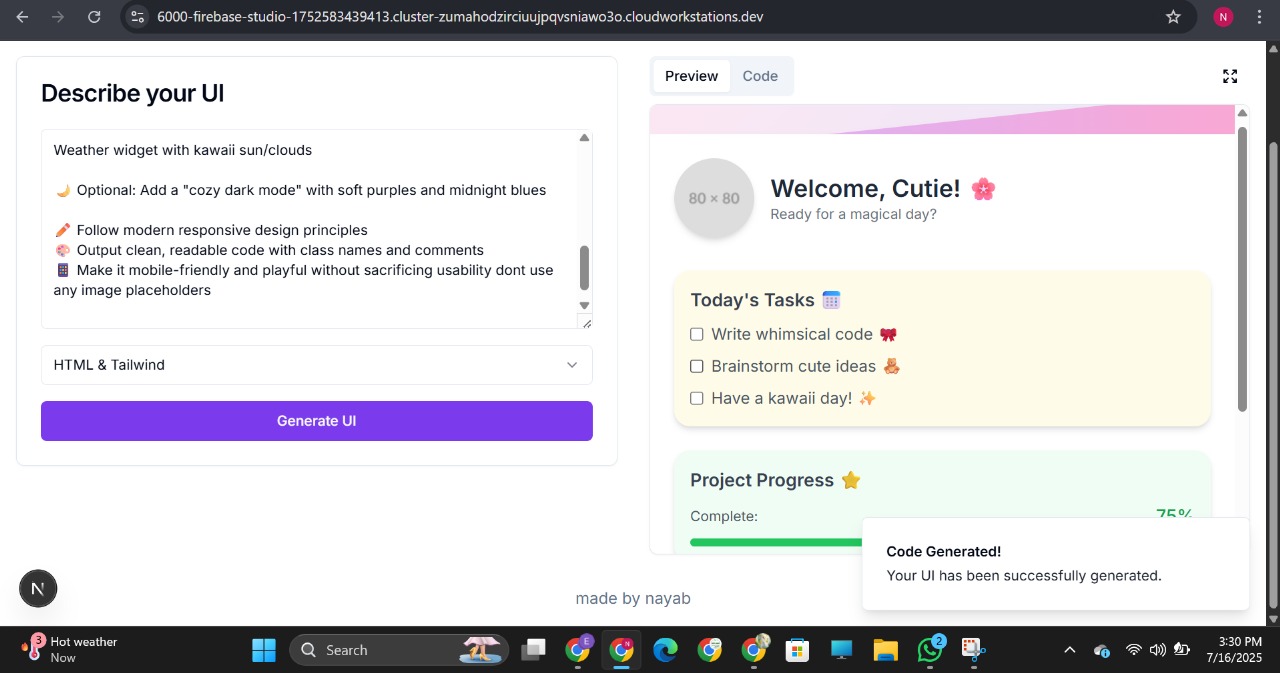 6000-firebase-studio-1752583439413.cluster-zumahodzirciuujpqvsniawo3o.cloudworkstations.dev
N
Describe your UI
Weather widget with kawaii sun/clouds
🌙 Optional: Add a "cozy dark mode" with soft purples and midnight blues
✏️ Follow modern responsive design principles
🎨 Output clean, readable code with class names and comments
📱 Make it mobile-friendly and playful without sacrificing usability dont use
any image placeholders
HTML & Tailwind
Generate UI
Preview Code
80 × 80
Welcome, Cutie! 🌸
Ready for a magical day?
Today's Tasks 🗓️
Write whimsical code 🎀
Brainstorm cute ideas 🧸
Have a kawaii day! ✨
Project Progress ⭐
Complete: 75%
Code Generated!
Your UI has been successfully generated.
N
made by nayab
3
Hot weather
Now
Search
E
N
2
3:30 PM
7/16/2025